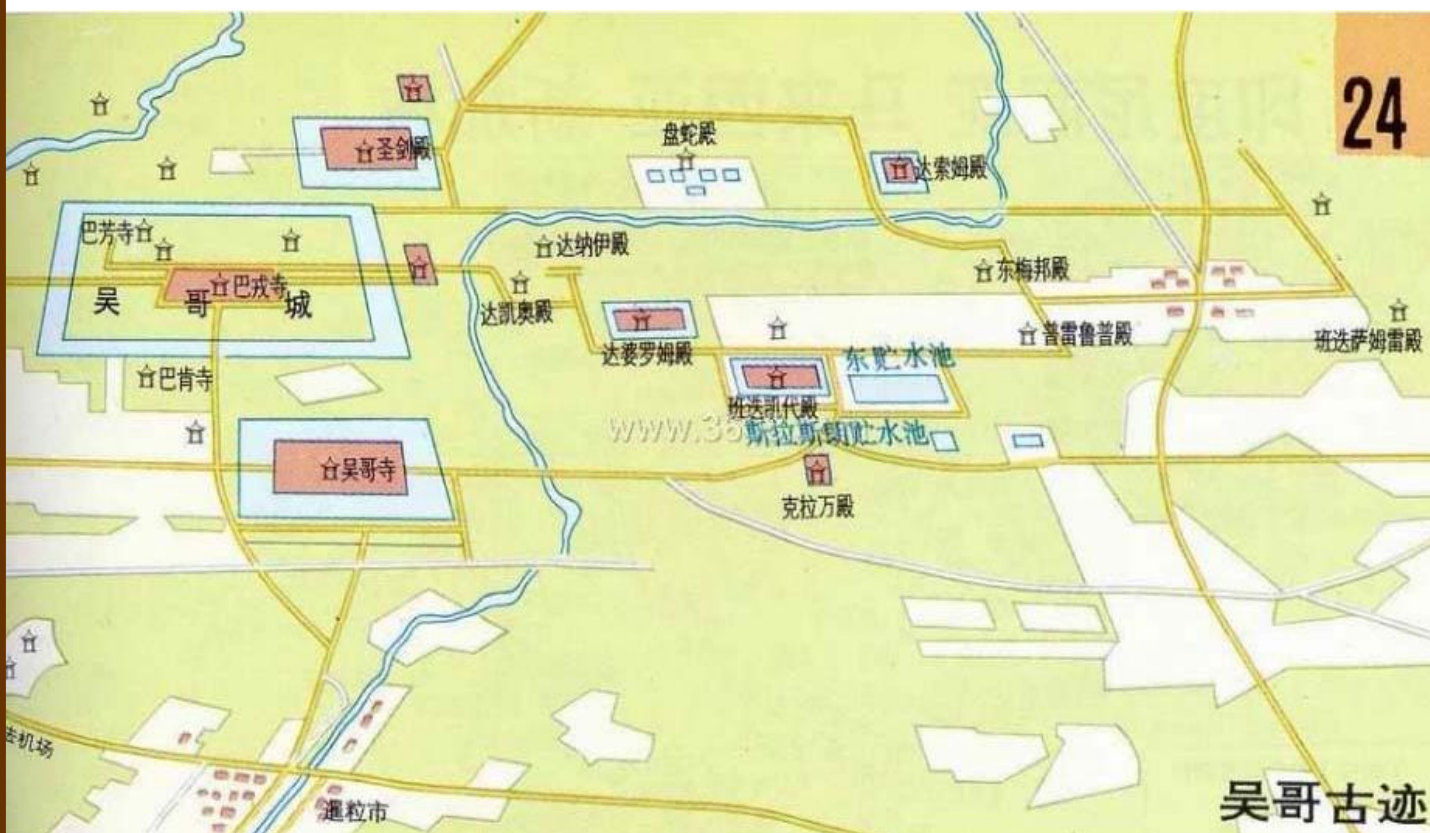 24
盘蛇殿
圣剑殿
达索姆殿
巴芳寺
达纳伊殿
东梅邦殿
巴戎寺
吴哥城
达凯奥殿
普雷鲁普殿
班迭萨姆雷殿
达婆罗姆殿
东贮水池
巴肯寺
班迭凯代殿
斯拉斯朗贮水池
www.36
吴哥寺
克拉万殿
去机场
暹粒市
吴哥古迹